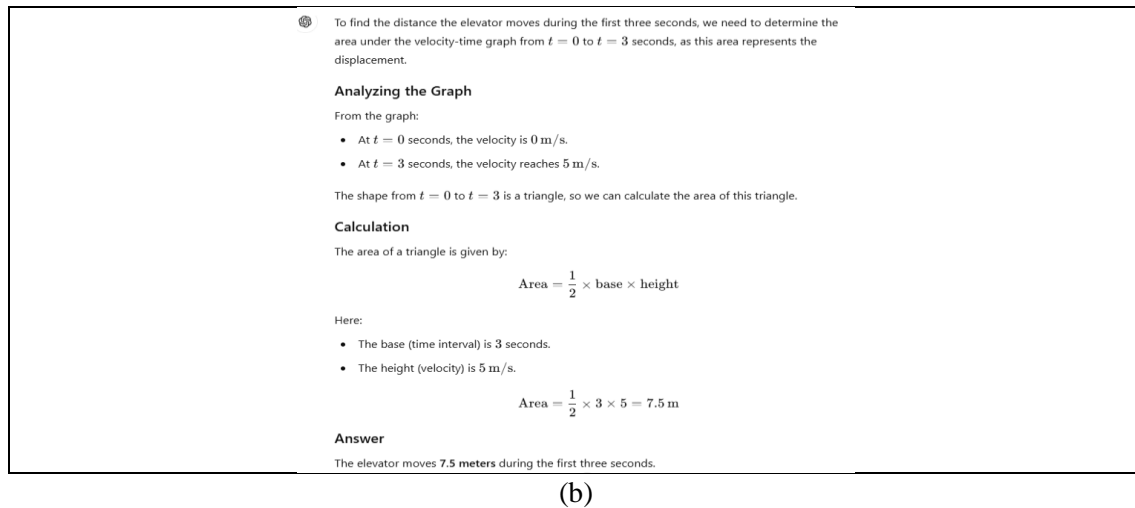 To find the distance the elevator moves during the first three seconds, we need to determine the
area under the velocity-time graph from t = 0 to t = 3 seconds, as this area represents the
displacement.
Analyzing the Graph
From the graph:
• At t = 0 seconds, the velocity is 0 m/s.
• At t = 3 seconds, the velocity reaches 5 m/s.
The shape from t = 0 to t = 3 is a triangle, so we can calculate the area of this triangle.
Calculation
The area of a triangle is given by:
Area = 1/2 × base × height
Here:
• The base (time interval) is 3 seconds.
• The height (velocity) is 5 m/s.
Area = 1/2 × 3 × 5 = 7.5 m
Answer
The elevator moves 7.5 meters during the first three seconds.
(b)